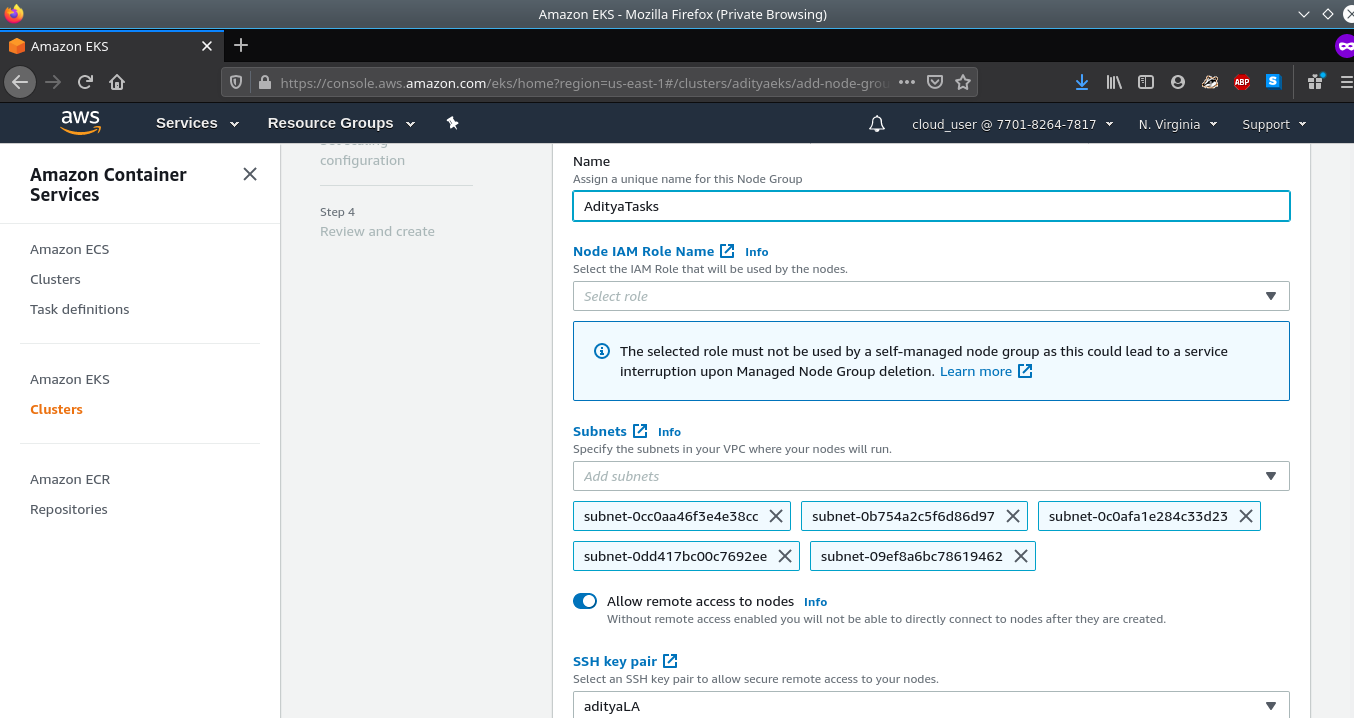 Amazon EKS - Mozilla Firefox (Private Browsing)
Amazon EKS
https://console.aws.amazon.com/eks/home?region=us-east-1#/clusters/adityaeks/add-node-grou
ABP
S
aws
Services
Resource Groups
cloud_user @ 7701-8264-7817
N. Virginia
Support
Amazon Container
Services
Amazon ECS
Clusters
Task definitions
Amazon EKS
Clusters
Amazon ECR
Repositories
configuration
Step 4
Review and create
Name
Assign a unique name for this Node Group
AdityaTasks
Node IAM Role Name Info
Select the IAM Role that will be used by the nodes.
Select role
The selected role must not be used by a self-managed node group as this could lead to a service
interruption upon Managed Node Group deletion. Learn more
Subnets Info
Specify the subnets in your VPC where your nodes will run.
Add subnets
subnet-0cc0aa46f3e4e38cc subnet-0b754a2c5f6d86d97 subnet-0c0afa1e284c33d23
subnet-0dd417bc00c7692ee subnet-09ef8a6bc78619462
Allow remote access to nodes Info
Without remote access enabled you will not be able to directly connect to nodes after they are created.
SSH key pair
Select an SSH key pair to allow secure remote access to your nodes.
adityaLA